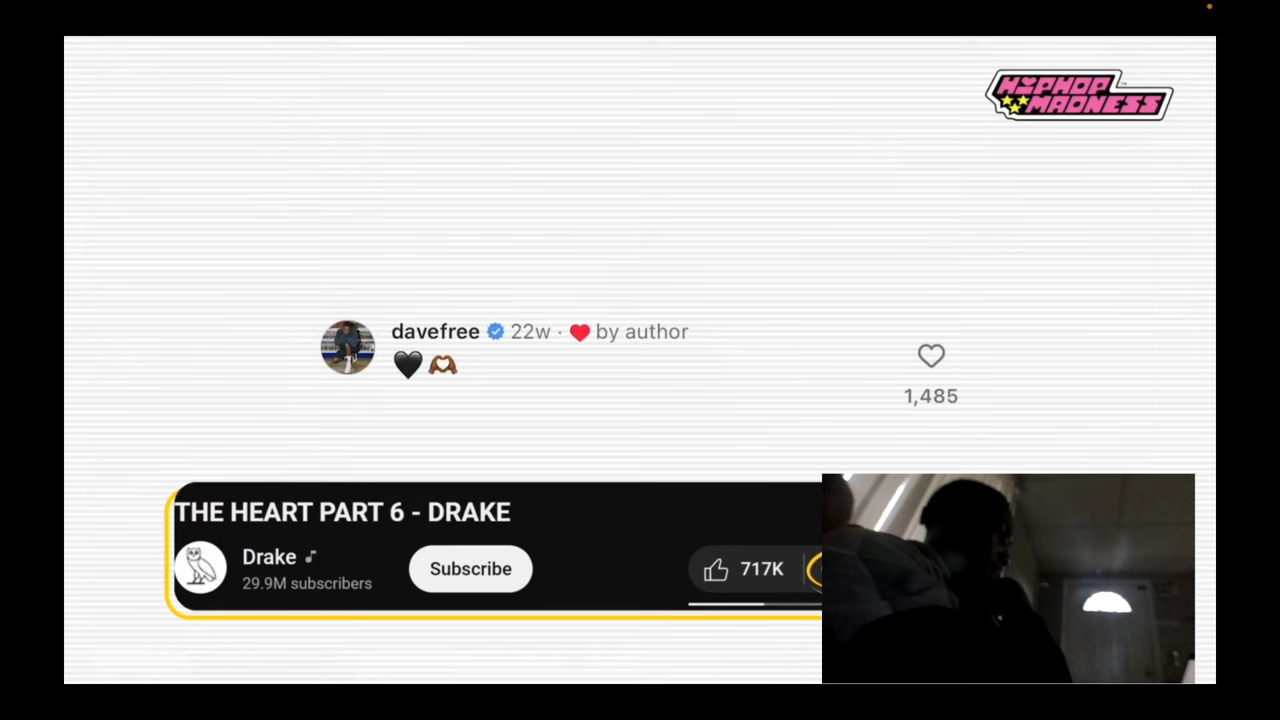 HIPHOP
MADNESS
davefree 22w · ❤️ by author
🖤 🫶🏾
1,485
THE HEART PART 6 - DRAKE
Drake
29.9M subscribers
Subscribe
717K